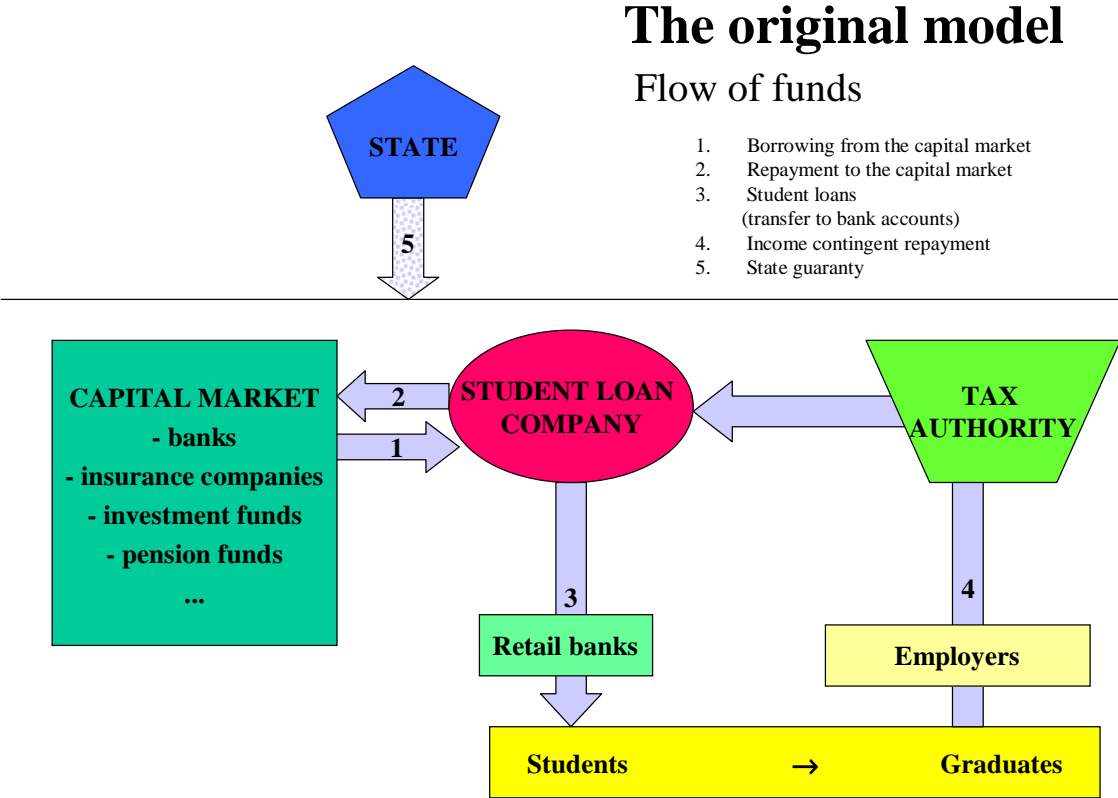 The original model
Flow of funds
1. Borrowing from the capital market
2. Repayment to the capital market
3. Student loans
(transfer to bank accounts)
4. Income contingent repayment
5. State guaranty
STATE
5
CAPITAL MARKET
- banks
- insurance companies
- investment funds
- pension funds
...
2
1
STUDENT LOAN
COMPANY
TAX
AUTHORITY
3
4
Retail banks
Employers
Students → Graduates